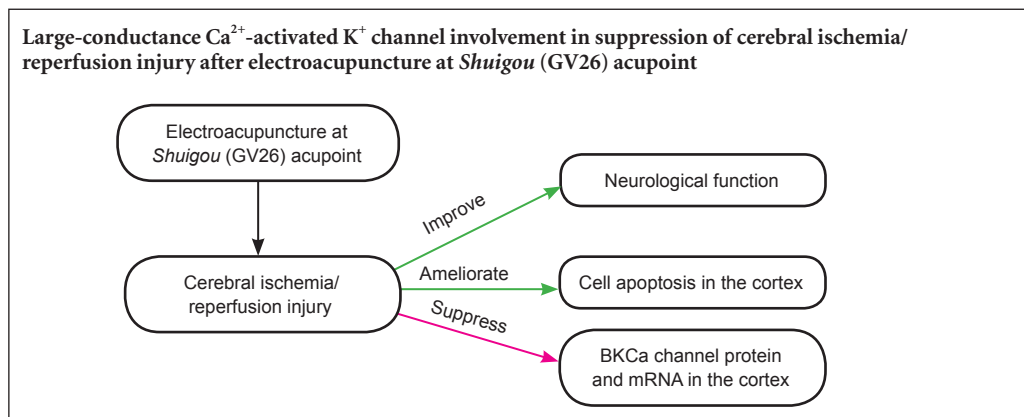 Large-conductance Ca²⁺-activated K⁺ channel involvement in suppression of cerebral ischemia/
reperfusion injury after electroacupuncture at Shuigou (GV26) acupoint
Electroacupuncture at
Shuigou (GV26) acupoint
Cerebral ischemia/
reperfusion injury
Improve
Neurological function
Ameliorate
Cell apoptosis in the cortex
Suppress
BKCa channel protein
and mRNA in the cortex